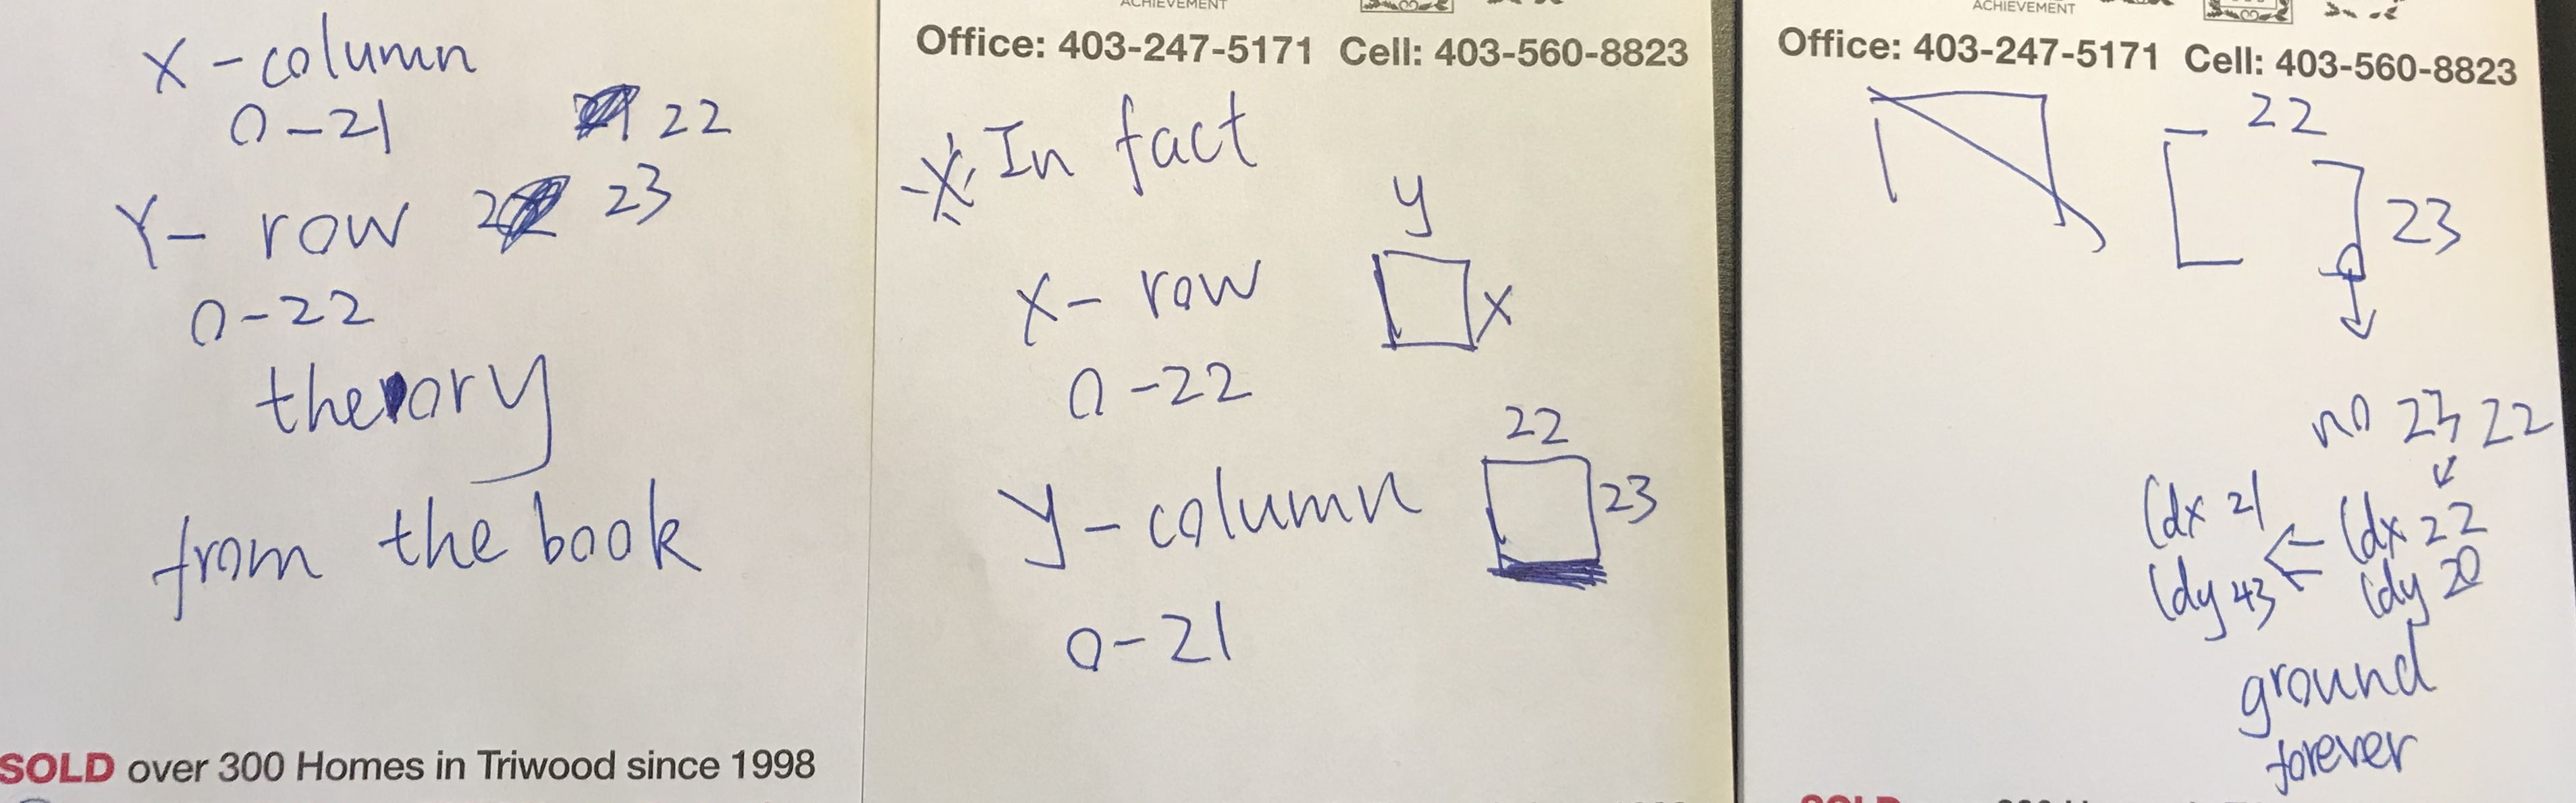 X - column
0 - 21
22
Y - row
23
0 - 22
theory
from the book
SOLD over 300 Homes in Triwood since 1998
ACHIEVEMENT
Office: 403-247-5171 Cell: 403-560-8823
In fact
y
X - row
x
0 - 22
22
y - column
23
0 - 21
ACHIEVEMENT
Office: 403-247-5171 Cell: 403-560-8823
22
23
no 23 22
ldx 21
ldx 22
ldy 43
ldy 20
ground
forever